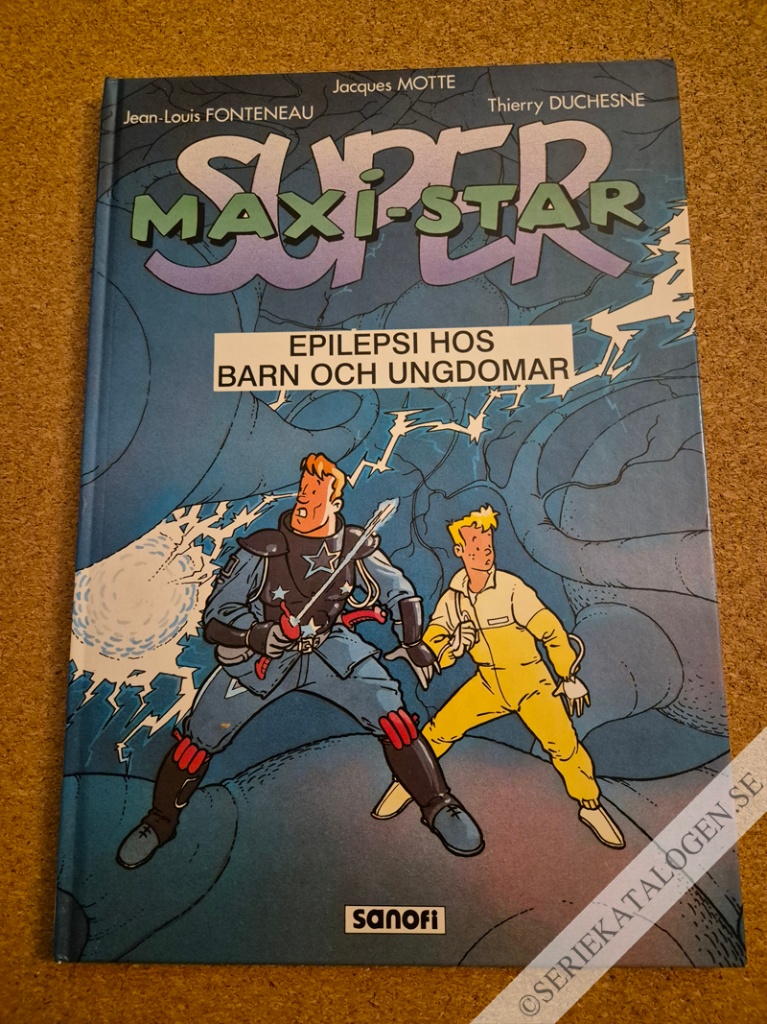 Jacques MOTTE
Jean-Louis FONTENEAU
Thierry DUCHESNE
SUPER
MAXi-STAR
EPILEPSI HOS
BARN OCH UNGDOMAR
sanofi
©SERIEKATALOGEN.SE